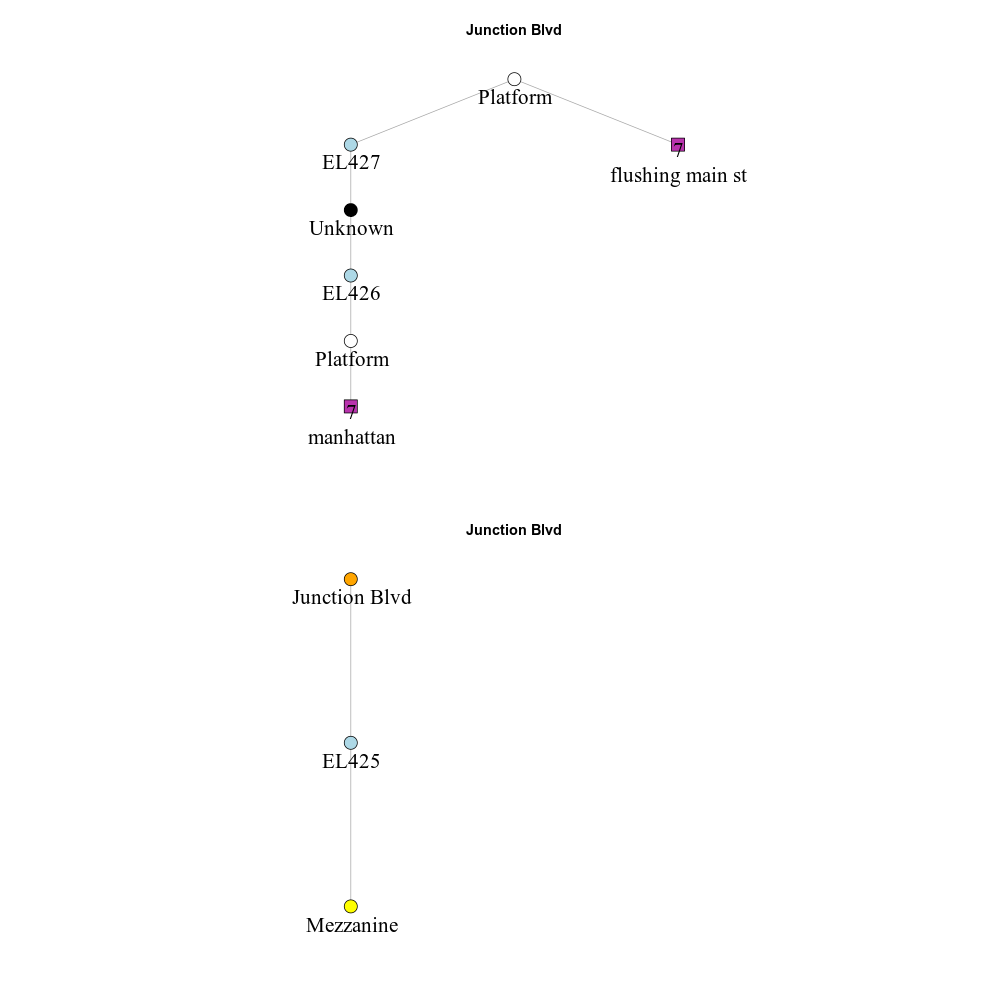 Junction Blvd
Platform
EL427
7
flushing main st
Unknown
EL426
Platform
7
manhattan
Junction Blvd
Junction Blvd
EL425
Mezzanine